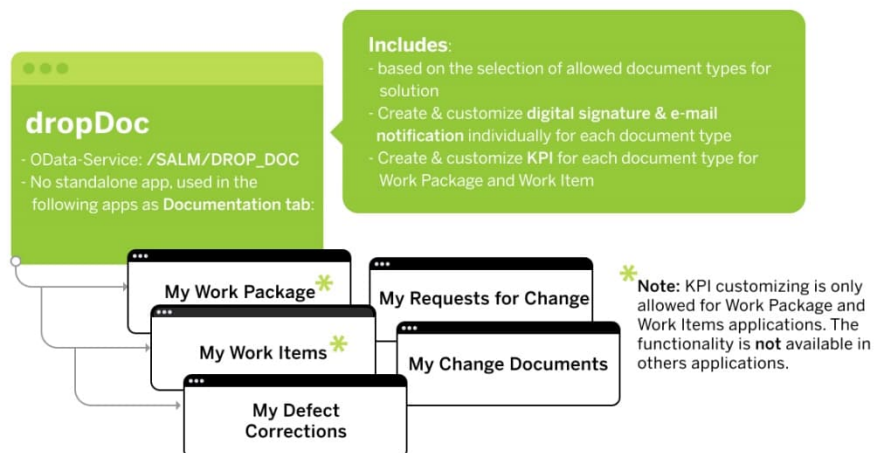 dropDoc
- OData-Service: /SALM/DROP_DOC
- No standalone app, used in the
following apps as Documentation tab:
Includes:
- based on the selection of allowed document types for
solution
- Create & customize digital signature & e-mail
notification individually for each document type
- Create & customize KPI for each document type for
Work Package and Work Item
My Work Package*
My Requests for Change
My Work Items *
My Change Documents
My Defect
Corrections
*Note: KPI customizing is only
allowed for Work Package and
Work Items applications. The
functionality is not available in
others applications.